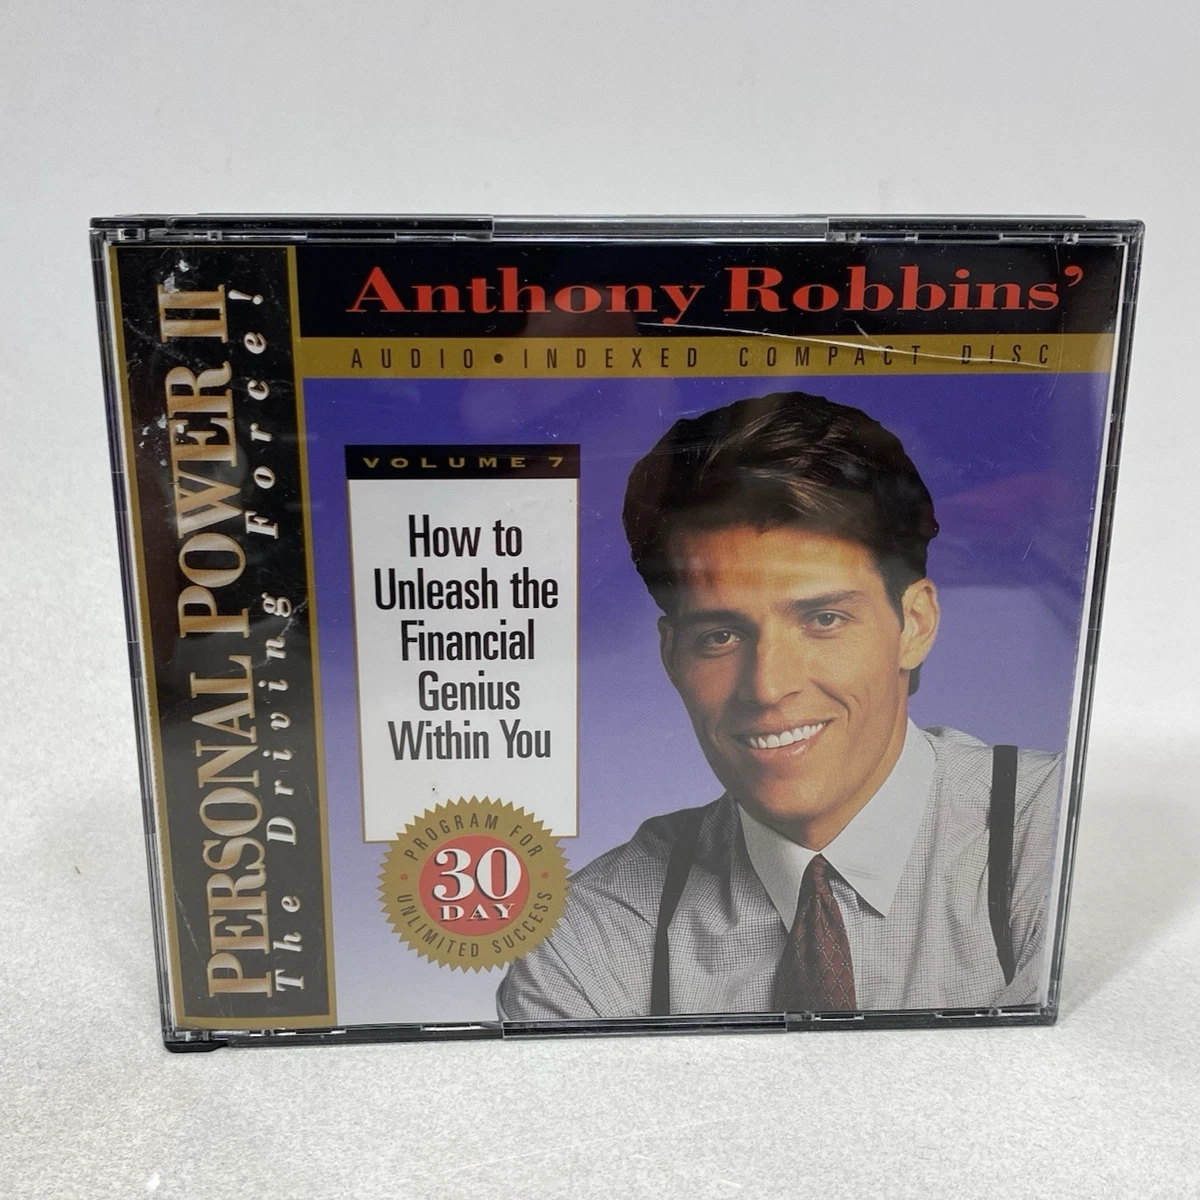 PERSONAL POWER II
The Driving Force!
Anthony Robbins’
AUDIO • INDEXED COMPACT DISC
VOLUME 7
How to
Unleash the
Financial
Genius
Within You
PROGRAM FOR
30
DAY
UNLIMITED SUCCESS